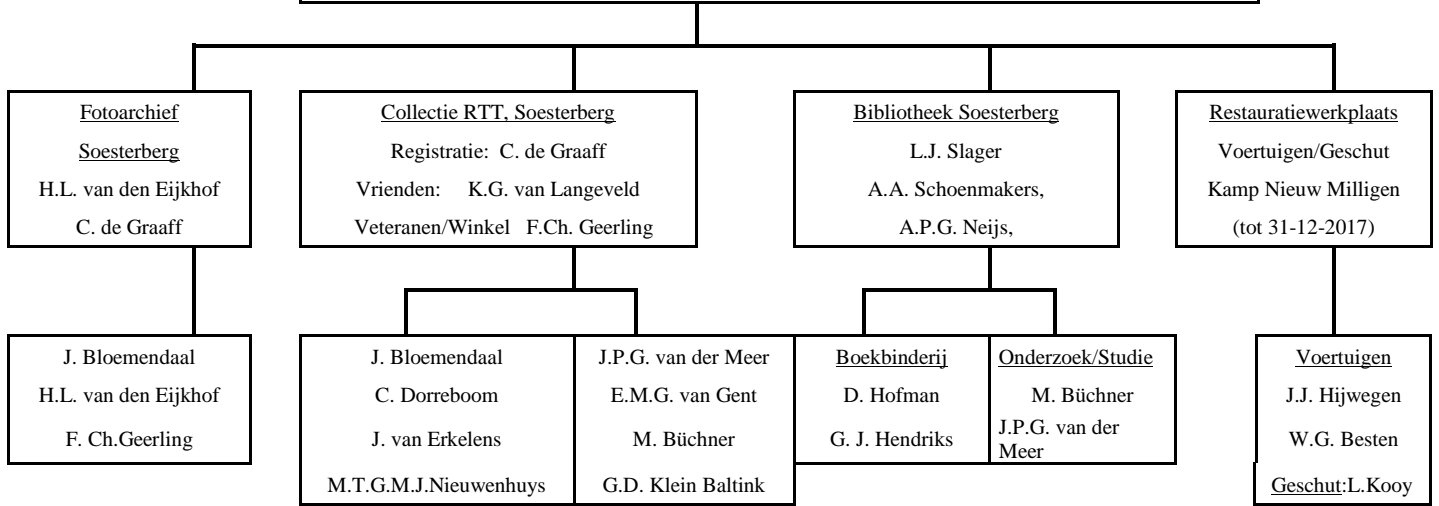 Fotoarchief
Soesterberg
H.L. van den Eijkhof
C. de Graaff
Collectie RTT, Soesterberg
Registratie: C. de Graaff
Vrienden: K.G. van Langeveld
Veteranen/Winkel F.Ch. Geerling
Bibliotheek Soesterberg
L.J. Slager
A.A. Schoenmakers,
A.P.G. Neijs,
Restauratiewerkplaats
Voertuigen/Geschut
Kamp Nieuw Milligen
(tot 31-12-2017)
J. Bloemendaal
H.L. van den Eijkhof
F. Ch.Geerling
J. Bloemendaal
C. Dorreboom
J. van Erkelens
M.T.G.M.J.Nieuwenhuys
J.P.G. van der Meer
E.M.G. van Gent
M. Büchner
G.D. Klein Baltink
Boekbinderij
D. Hofman
G. J. Hendriks
Onderzoek/Studie
M. Büchner
J.P.G. van der
Meer
Voertuigen
J.J. Hijwegen
W.G. Besten
Geschut:L.Kooy